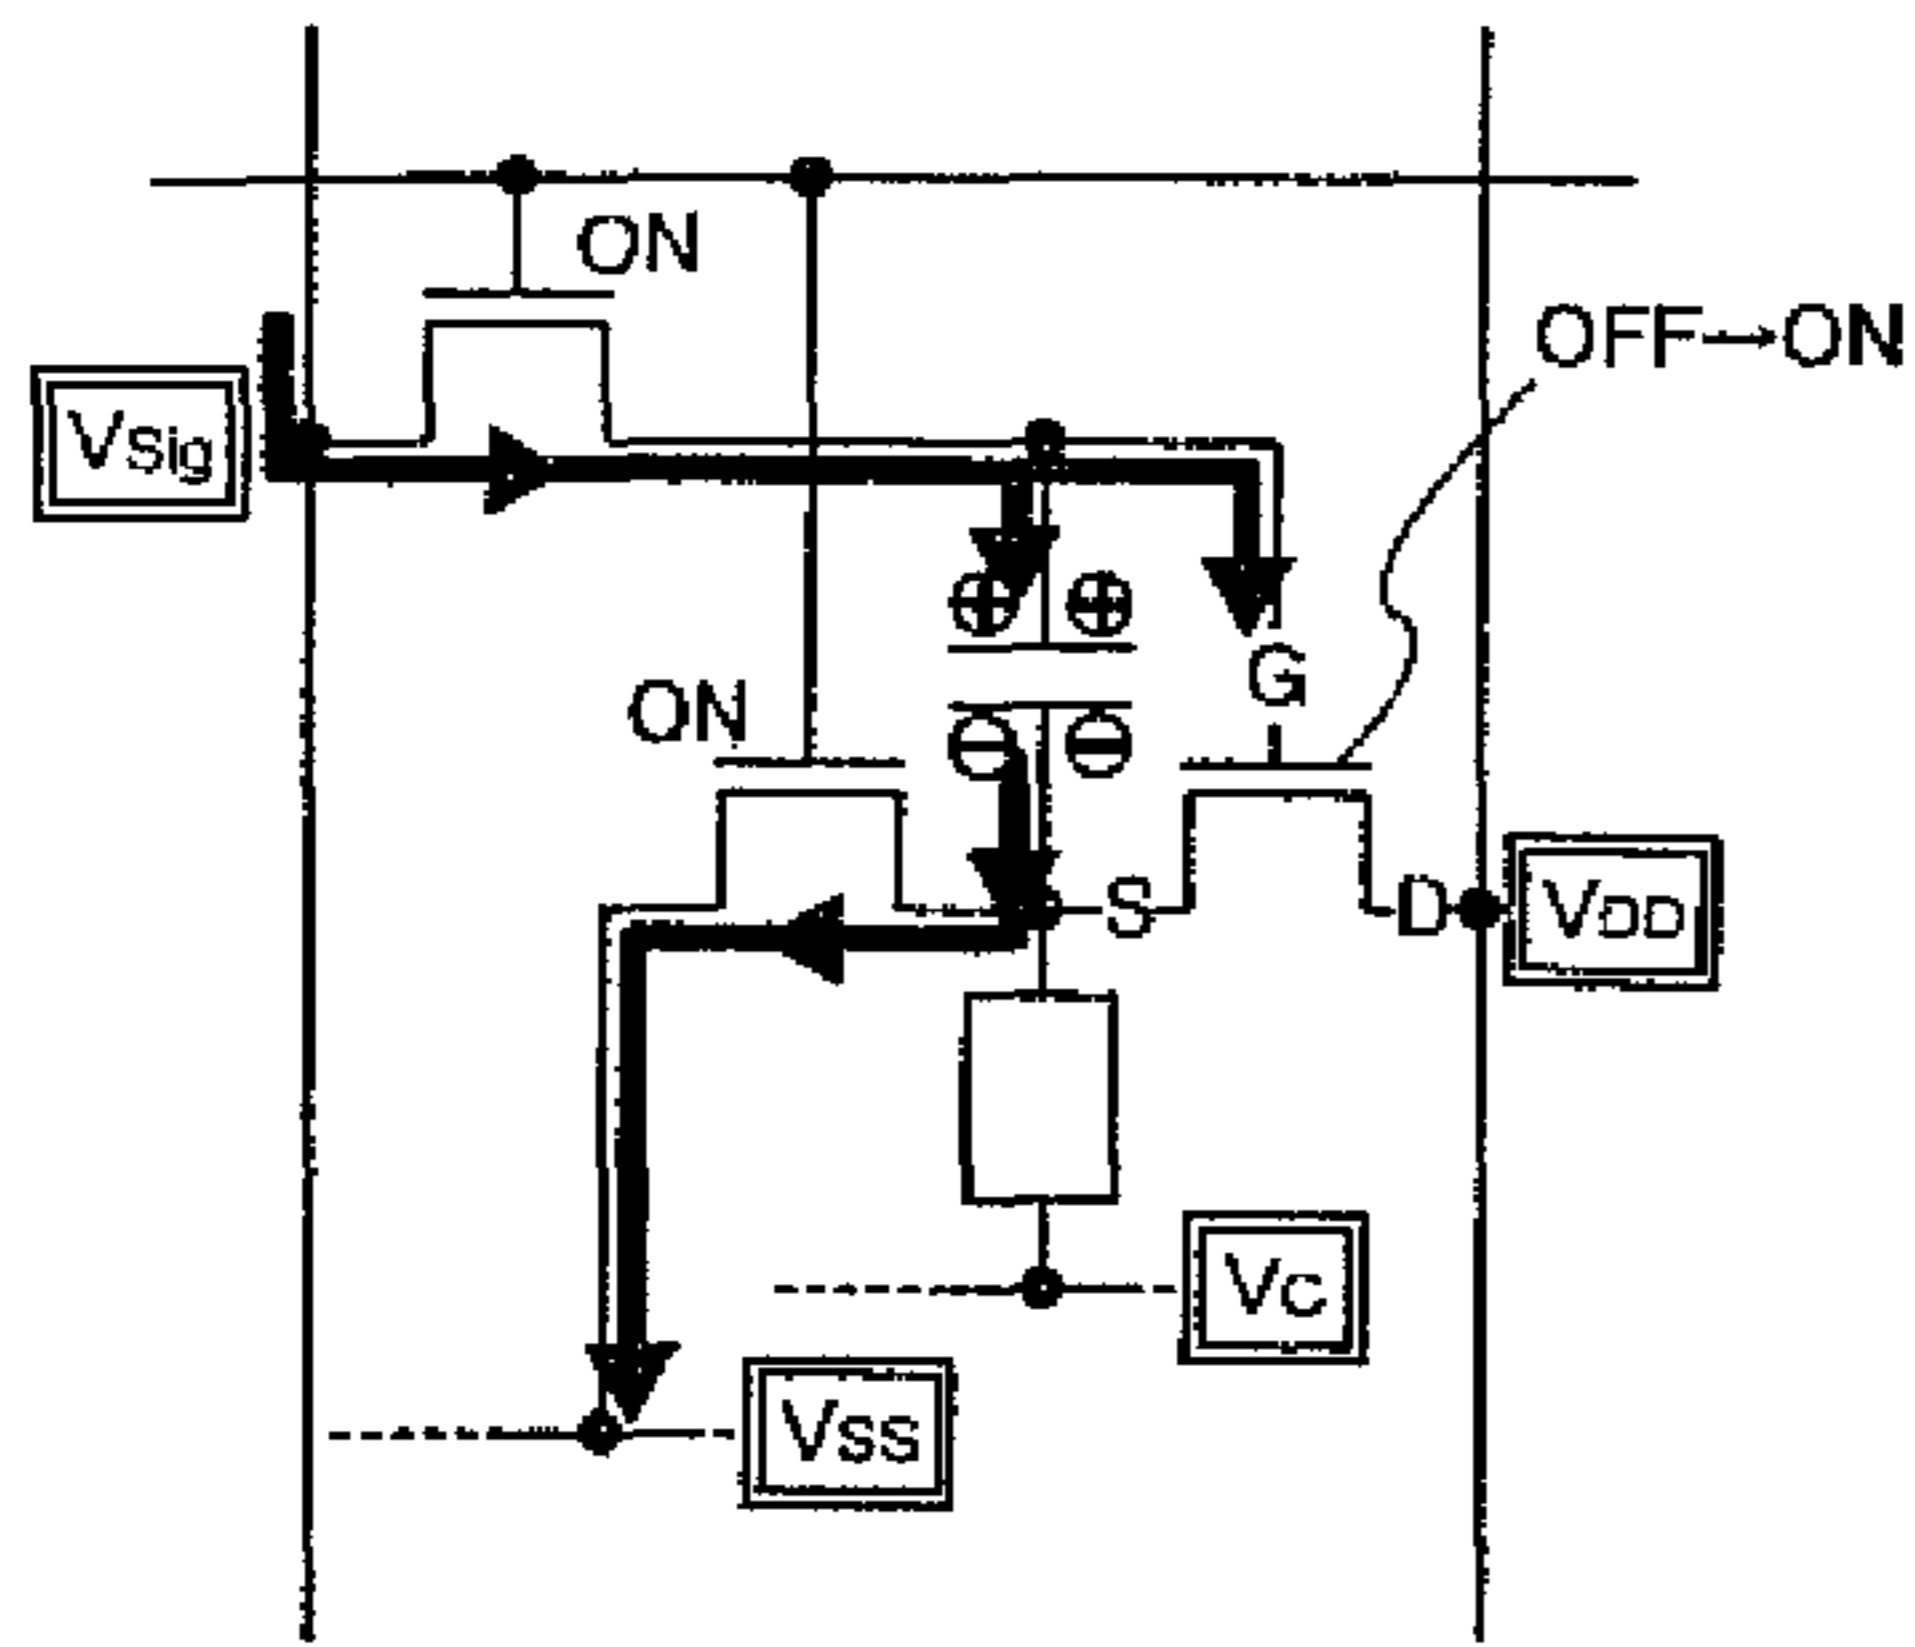 ON
OFF→ON
VSig
⊕ ⊕
G
ON
⊖ ⊖
S
D
VDD
VC
VSS